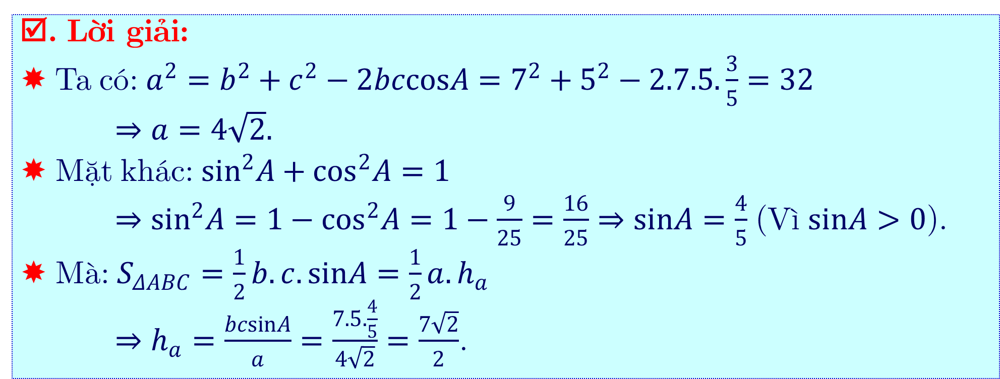 ☑. Lời giải:
✸ Ta có: $a^2 = b^2 + c^2 - 2bc\cos A = 7^2 + 5^2 - 2.7.5.\frac{3}{5} = 32$
$\Rightarrow a = 4\sqrt{2}.$
✸ Mặt khác: $\sin^2 A + \cos^2 A = 1$
$\Rightarrow \sin^2 A = 1 - \cos^2 A = 1 - \frac{9}{25} = \frac{16}{25} \Rightarrow \sin A = \frac{4}{5}$ (Vì $\sin A > 0$).
✸ Mà: $S_{\Delta ABC} = \frac{1}{2}b.c.\sin A = \frac{1}{2}a.h_a$
$\Rightarrow h_a = \frac{bc\sin A}{a} = \frac{7.5.\frac{4}{5}}{4\sqrt{2}} = \frac{7\sqrt{2}}{2}.$